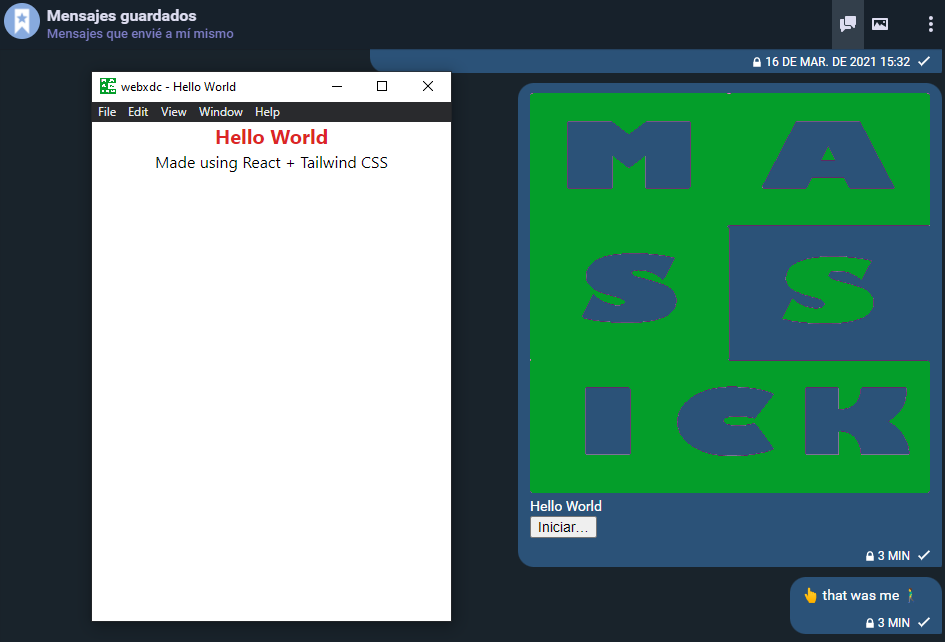 Mensajes guardados
Mensajes que envié a mí mismo
16 DE MAR. DE 2021 15:32
webxdc - Hello World
File Edit View Window Help
Hello World
Made using React + Tailwind CSS
M A
S S
I C K
Hello World
Iniciar...
3 MIN
👆 that was me 🚶‍♂️
3 MIN